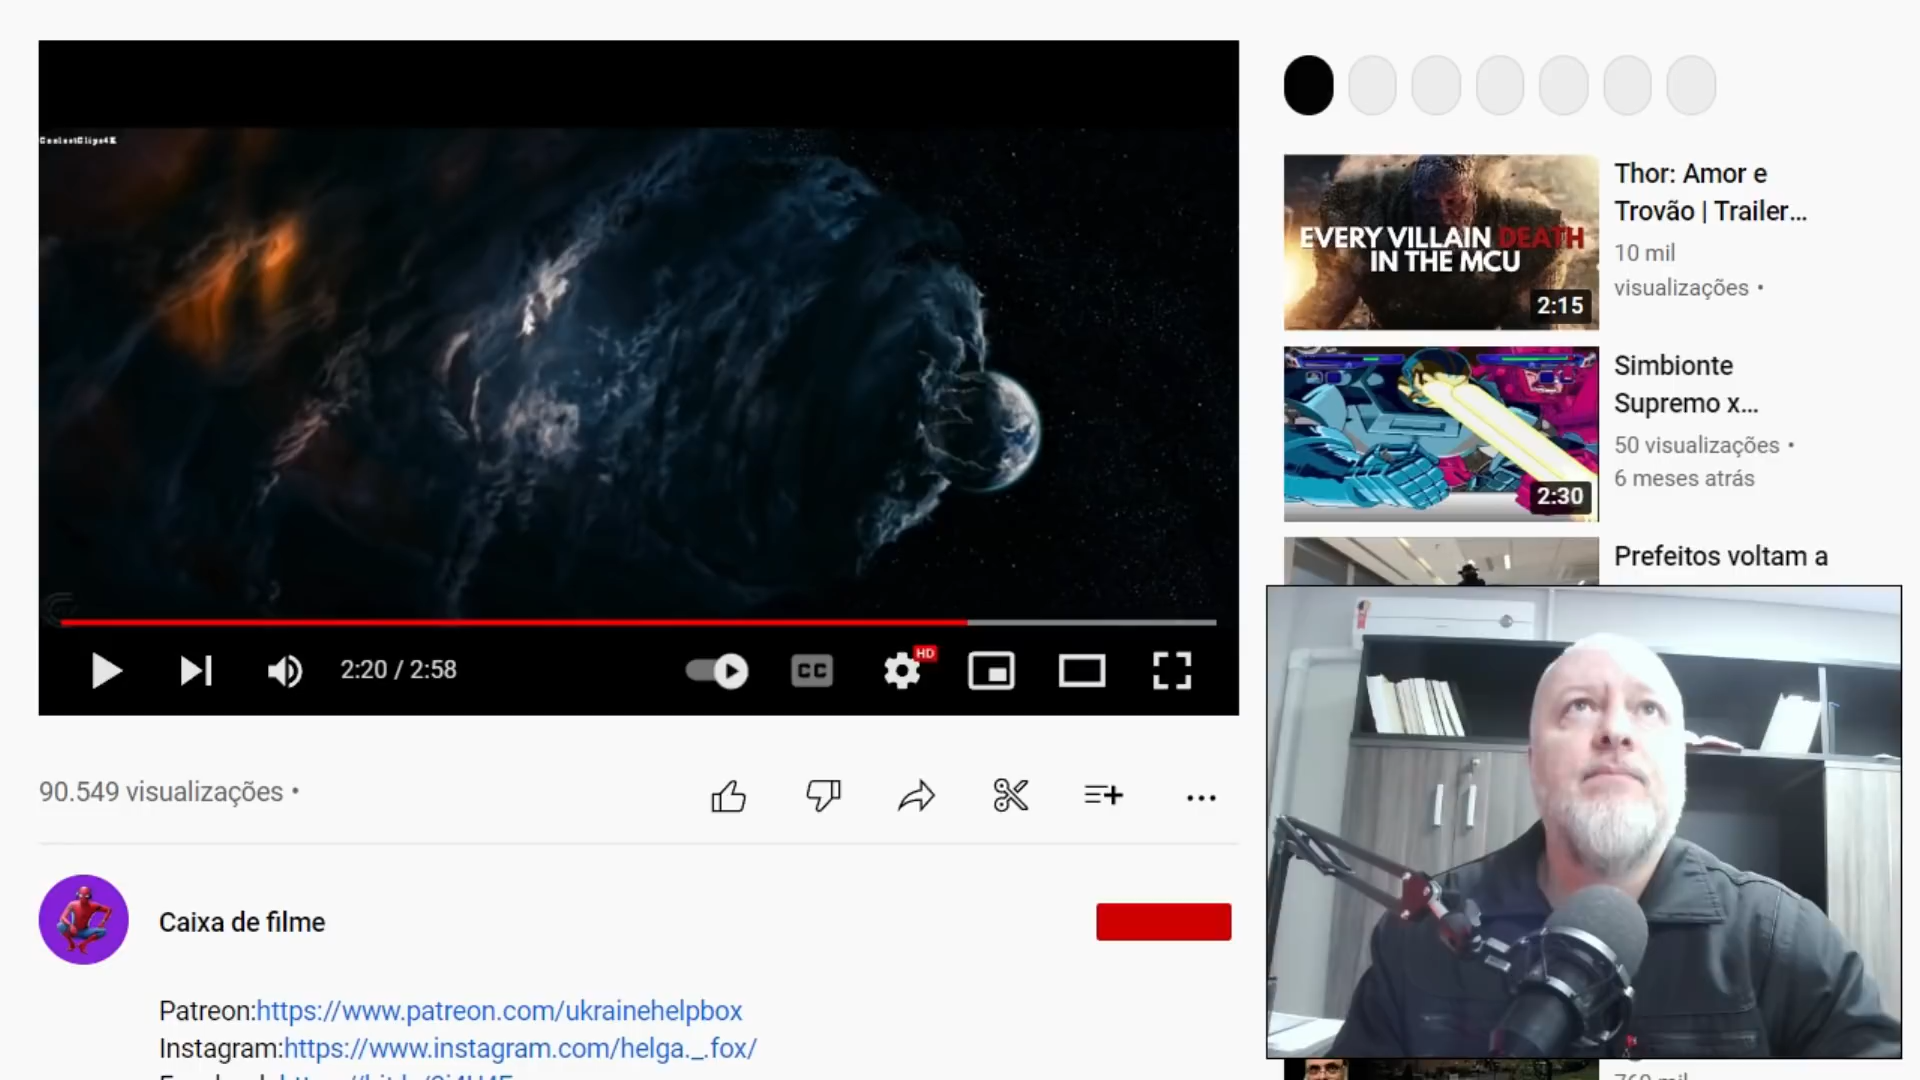 CoolestClips4K
HD
CC
2:20 / 2:58
90.549 visualizações •
Caixa de filme
Patreon:https://www.patreon.com/ukrainehelpbox
Instagram:https://www.instagram.com/helga._.fox/
EVERY VILLAIN DEATH
IN THE MCU
2:15
Thor: Amor e
Trovão | Trailer...
10 mil
visualizações •
2:30
Simbionte
Supremo x...
50 visualizações •
6 meses atrás
Prefeitos voltam a